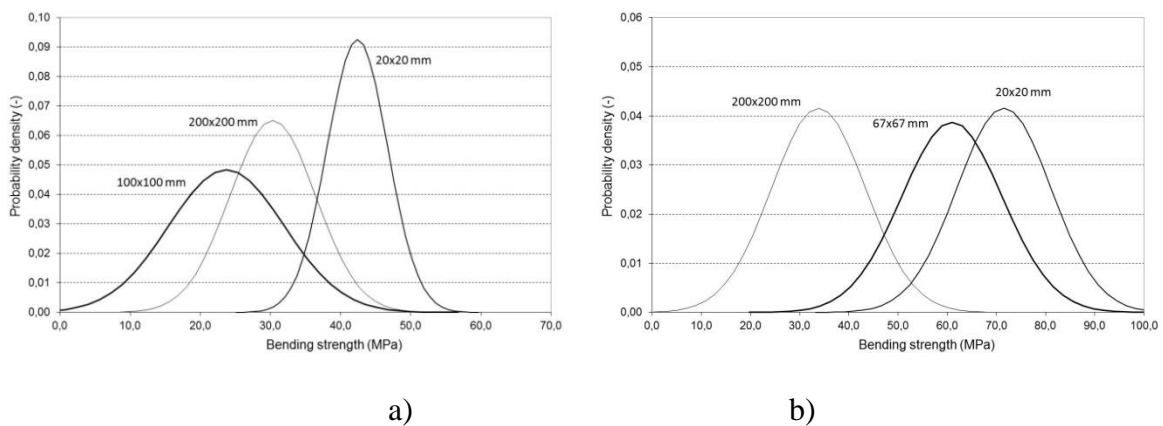 0,10
0,09
0,08
0,07
0,06
0,05
0,04
0,03
0,02
0,01
0,00
Probability density (-)
20x20 mm
200x200 mm
100x100 mm
0,0 10,0 20,0 30,0 40,0 50,0 60,0 70,0
Bending strength (MPa)
a)
0,06
0,05
0,04
0,03
0,02
0,01
0,00
Probability density (-)
200x200 mm
20x20 mm
67x67 mm
0,0 10,0 20,0 30,0 40,0 50,0 60,0 70,0 80,0 90,0 100,0
Bending strength (MPa)
b)